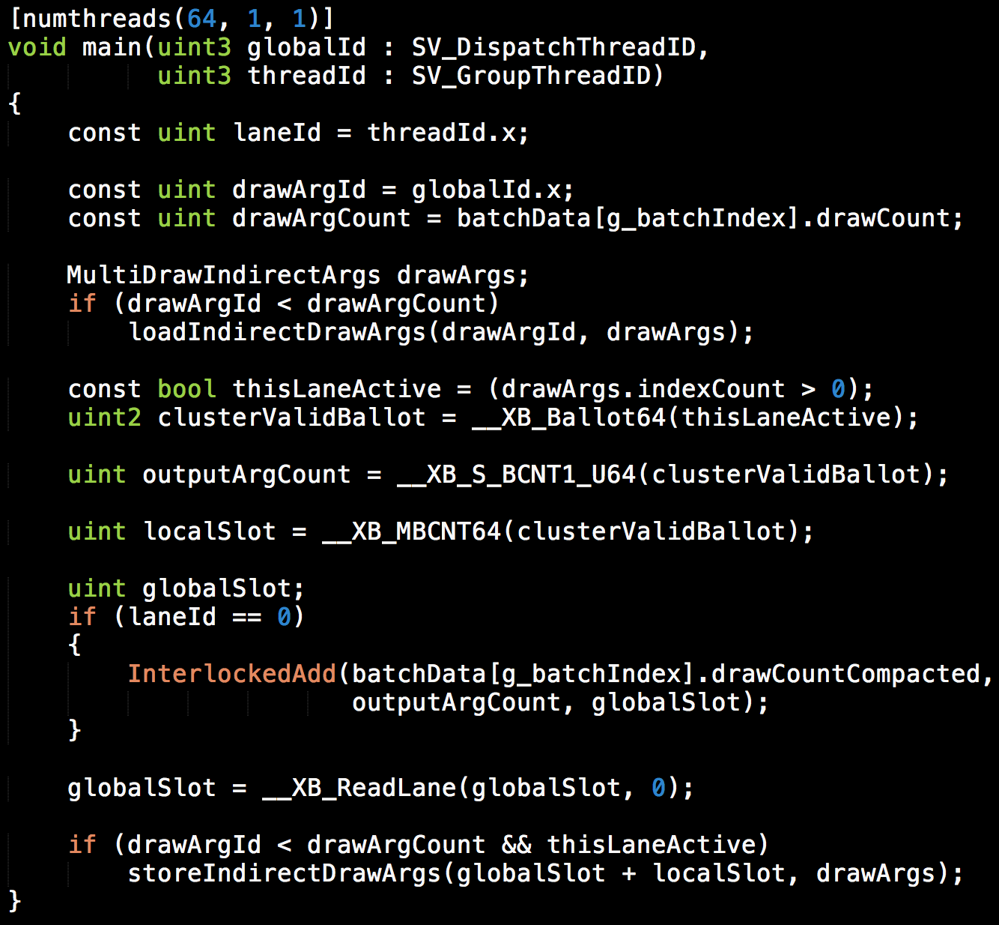 [numthreads(64, 1, 1)]
void main(uint3 globalId : SV_DispatchThreadID,
          uint3 threadId : SV_GroupThreadID)
{
    const uint laneId = threadId.x;

    const uint drawArgId = globalId.x;
    const uint drawArgCount = batchData[g_batchIndex].drawCount;

    MultiDrawIndirectArgs drawArgs;
    if (drawArgId < drawArgCount)
        loadIndirectDrawArgs(drawArgId, drawArgs);

    const bool thisLaneActive = (drawArgs.indexCount > 0);
    uint2 clusterValidBallot = __XB_Ballot64(thisLaneActive);

    uint outputArgCount = __XB_S_BCNT1_U64(clusterValidBallot);

    uint localSlot = __XB_MBCNT64(clusterValidBallot);

    uint globalSlot;
    if (laneId == 0)
    {
        InterlockedAdd(batchData[g_batchIndex].drawCountCompacted,
                       outputArgCount, globalSlot);
    }

    globalSlot = __XB_ReadLane(globalSlot, 0);

    if (drawArgId < drawArgCount && thisLaneActive)
        storeIndirectDrawArgs(globalSlot + localSlot, drawArgs);
}